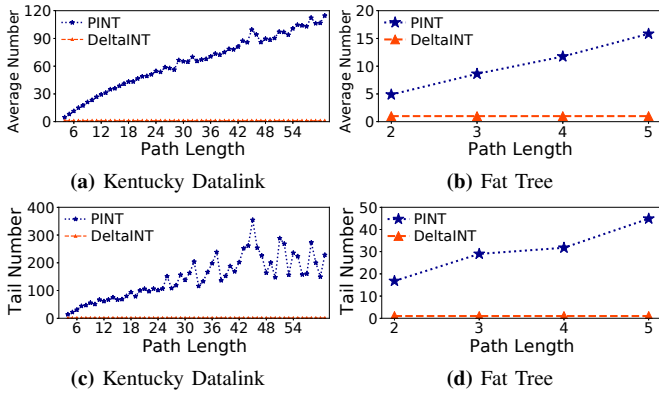 Average Number
120
90
60
30
0
PINT
DeltaINT
6 12 18 24 30 36 42 48 54
Path Length
(a) Kentucky Datalink
Average Number
20
15
10
5
0
PINT
DeltaINT
2 3 4 5
Path Length
(b) Fat Tree
Tail Number
400
300
200
100
0
PINT
DeltaINT
6 12 18 24 30 36 42 48 54
Path Length
(c) Kentucky Datalink
Tail Number
50
40
30
20
10
0
PINT
DeltaINT
2 3 4 5
Path Length
(d) Fat Tree